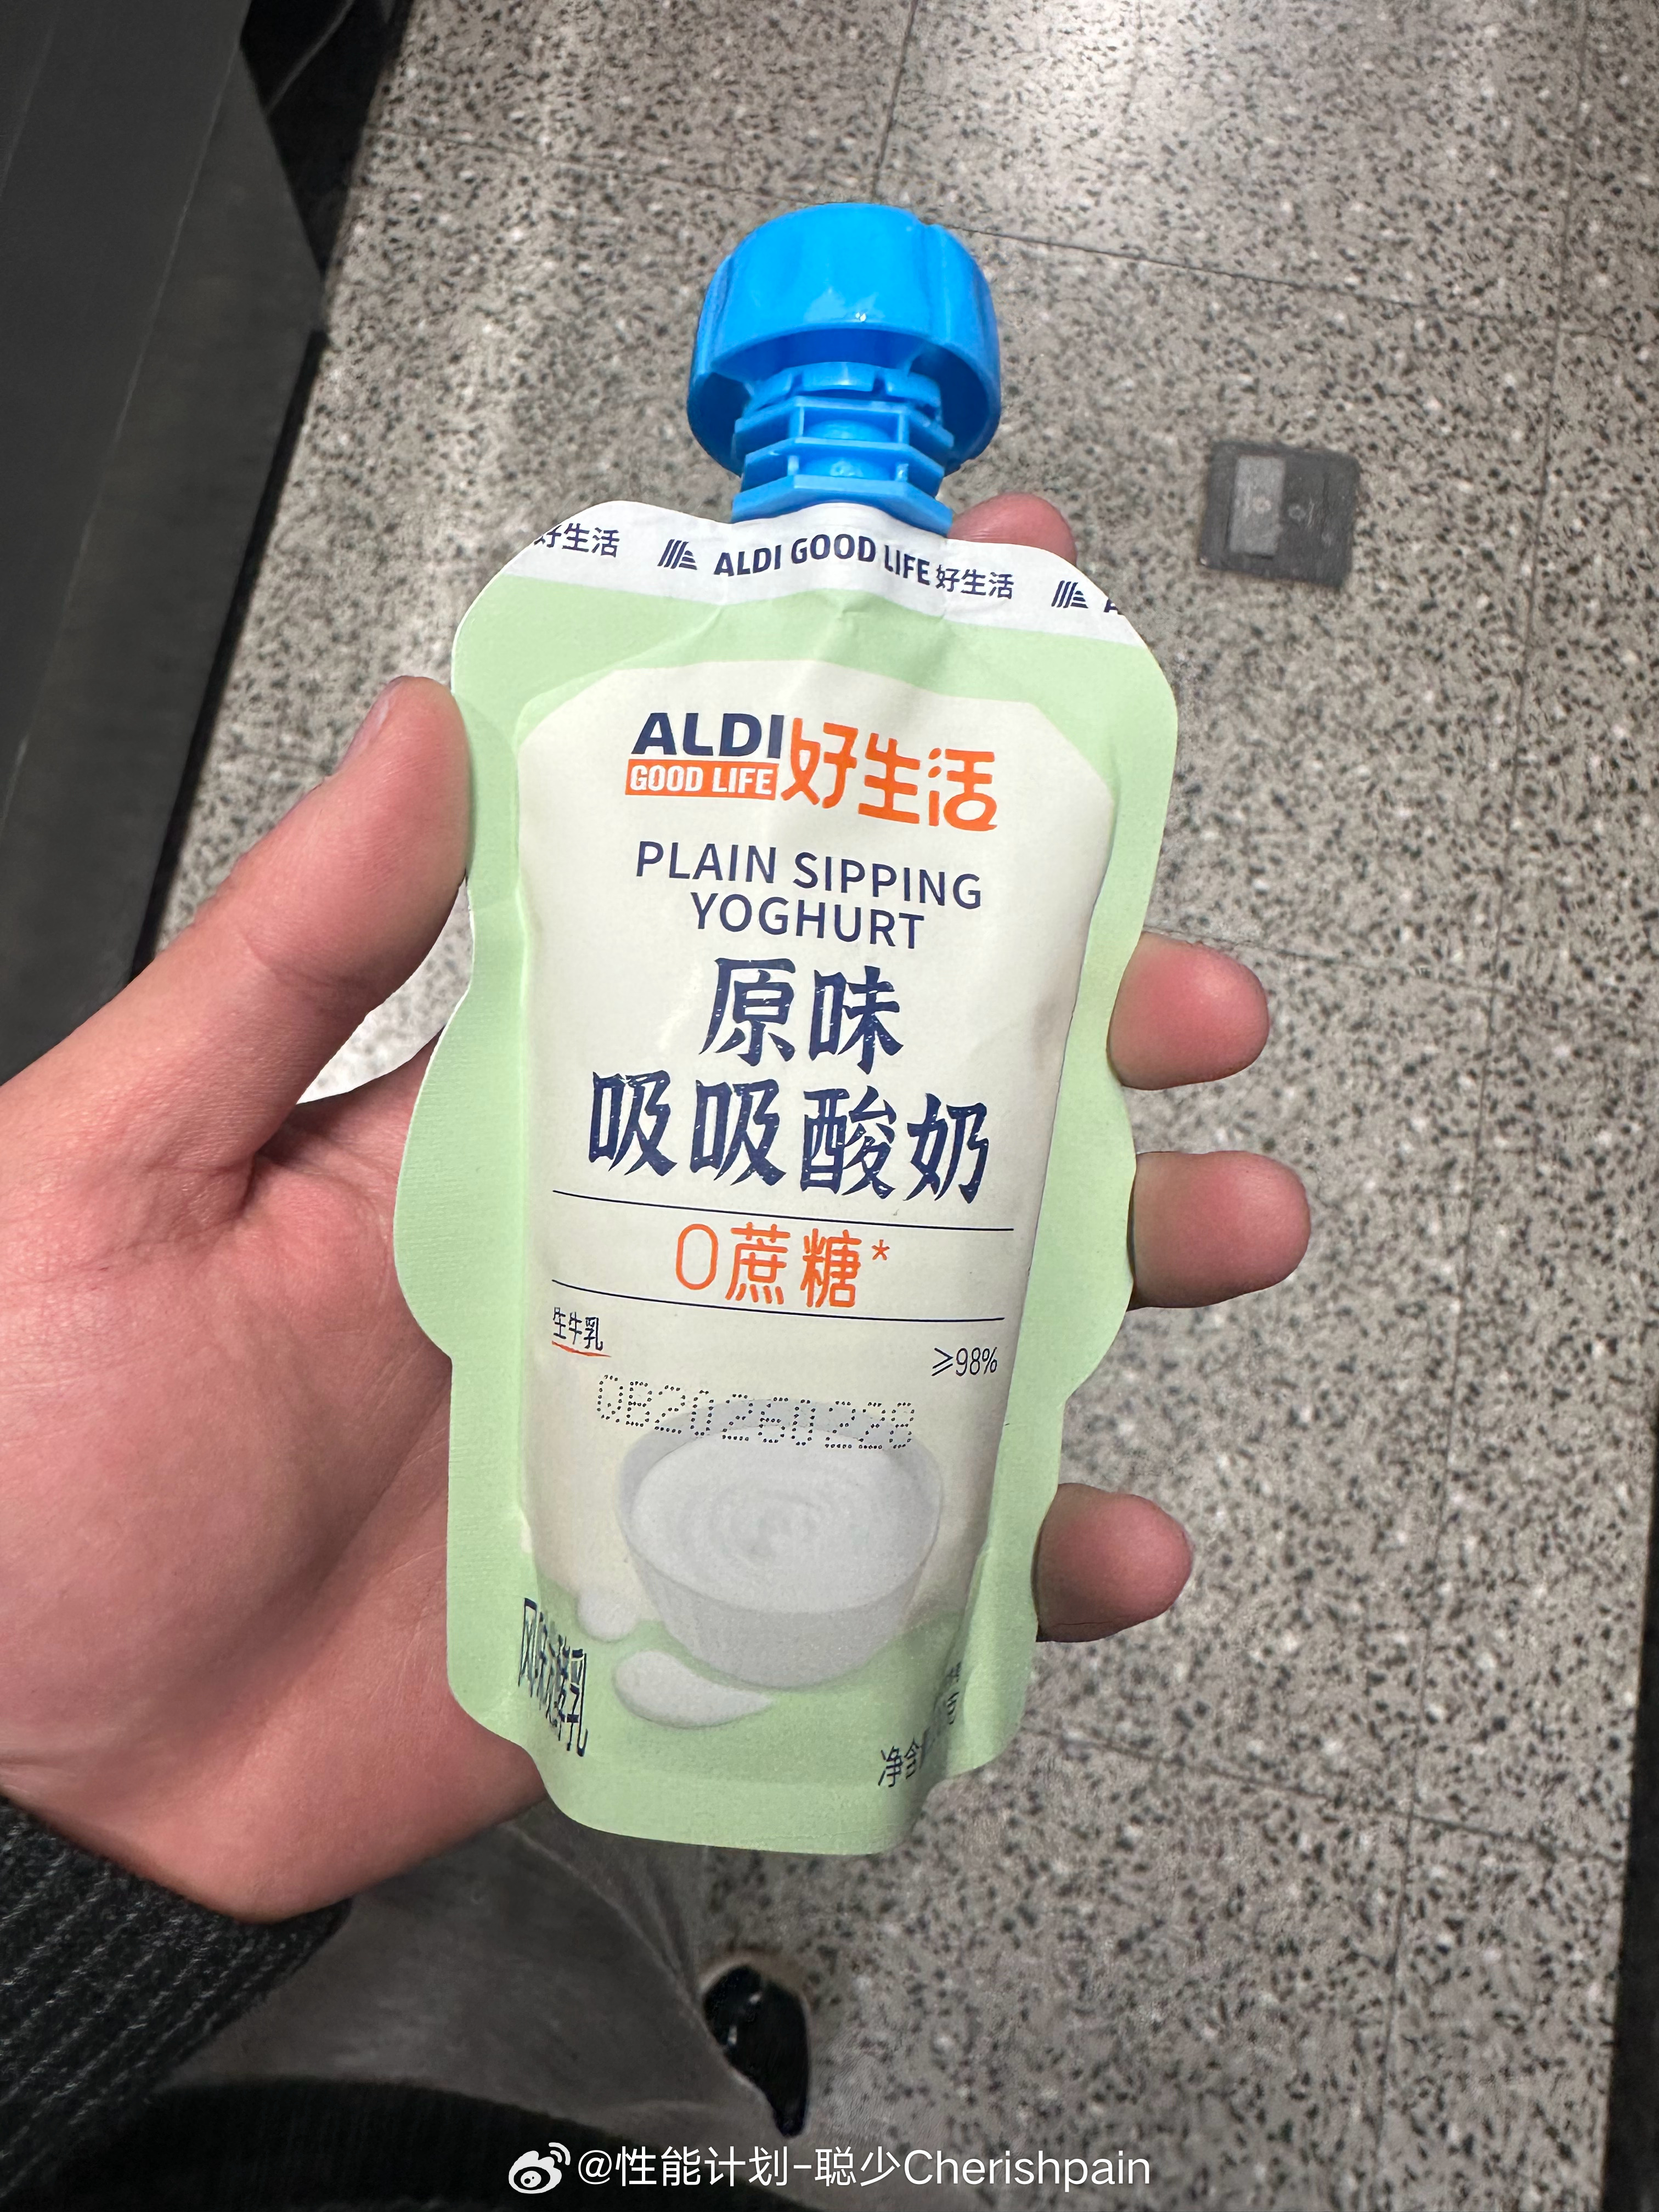 好生活 ALDI GOOD LIFE 好生活
ALDI
GOOD LIFE
好生活
PLAIN SIPPING
YOGHURT
原味
吸吸酸奶
0蔗糖*
生牛乳
≥98%
QB20260228
风味发酵乳
净含
@性能计划-聪少Cherishpain